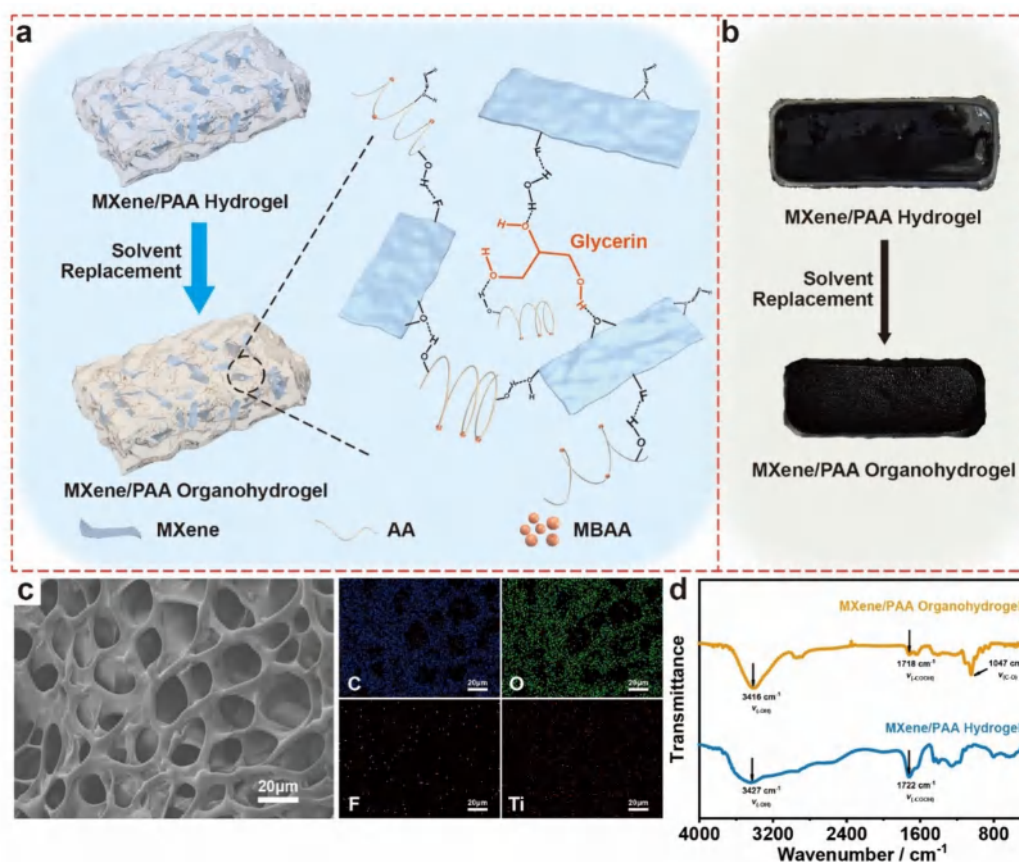 a
MXene/PAA Hydrogel
Solvent
Replacement
MXene/PAA Organohydrogel
Glycerin
MXene
AA
MBAA
b
MXene/PAA Hydrogel
Solvent
Replacement
MXene/PAA Organohydrogel
c
20μm
C
20μm
O
20μm
F
20μm
Ti
20μm
d
Transmittance
MXene/PAA Organohydrogel
3416 cm⁻¹
ν(-OH)
1718 cm⁻¹
ν(-COOH)
1047 cm⁻¹
ν(C-O)
MXene/PAA Hydrogel
3427 cm⁻¹
ν(-OH)
1722 cm⁻¹
ν(-COOH)
4000 3200 2400 1600 800
Wavenumber / cm⁻¹